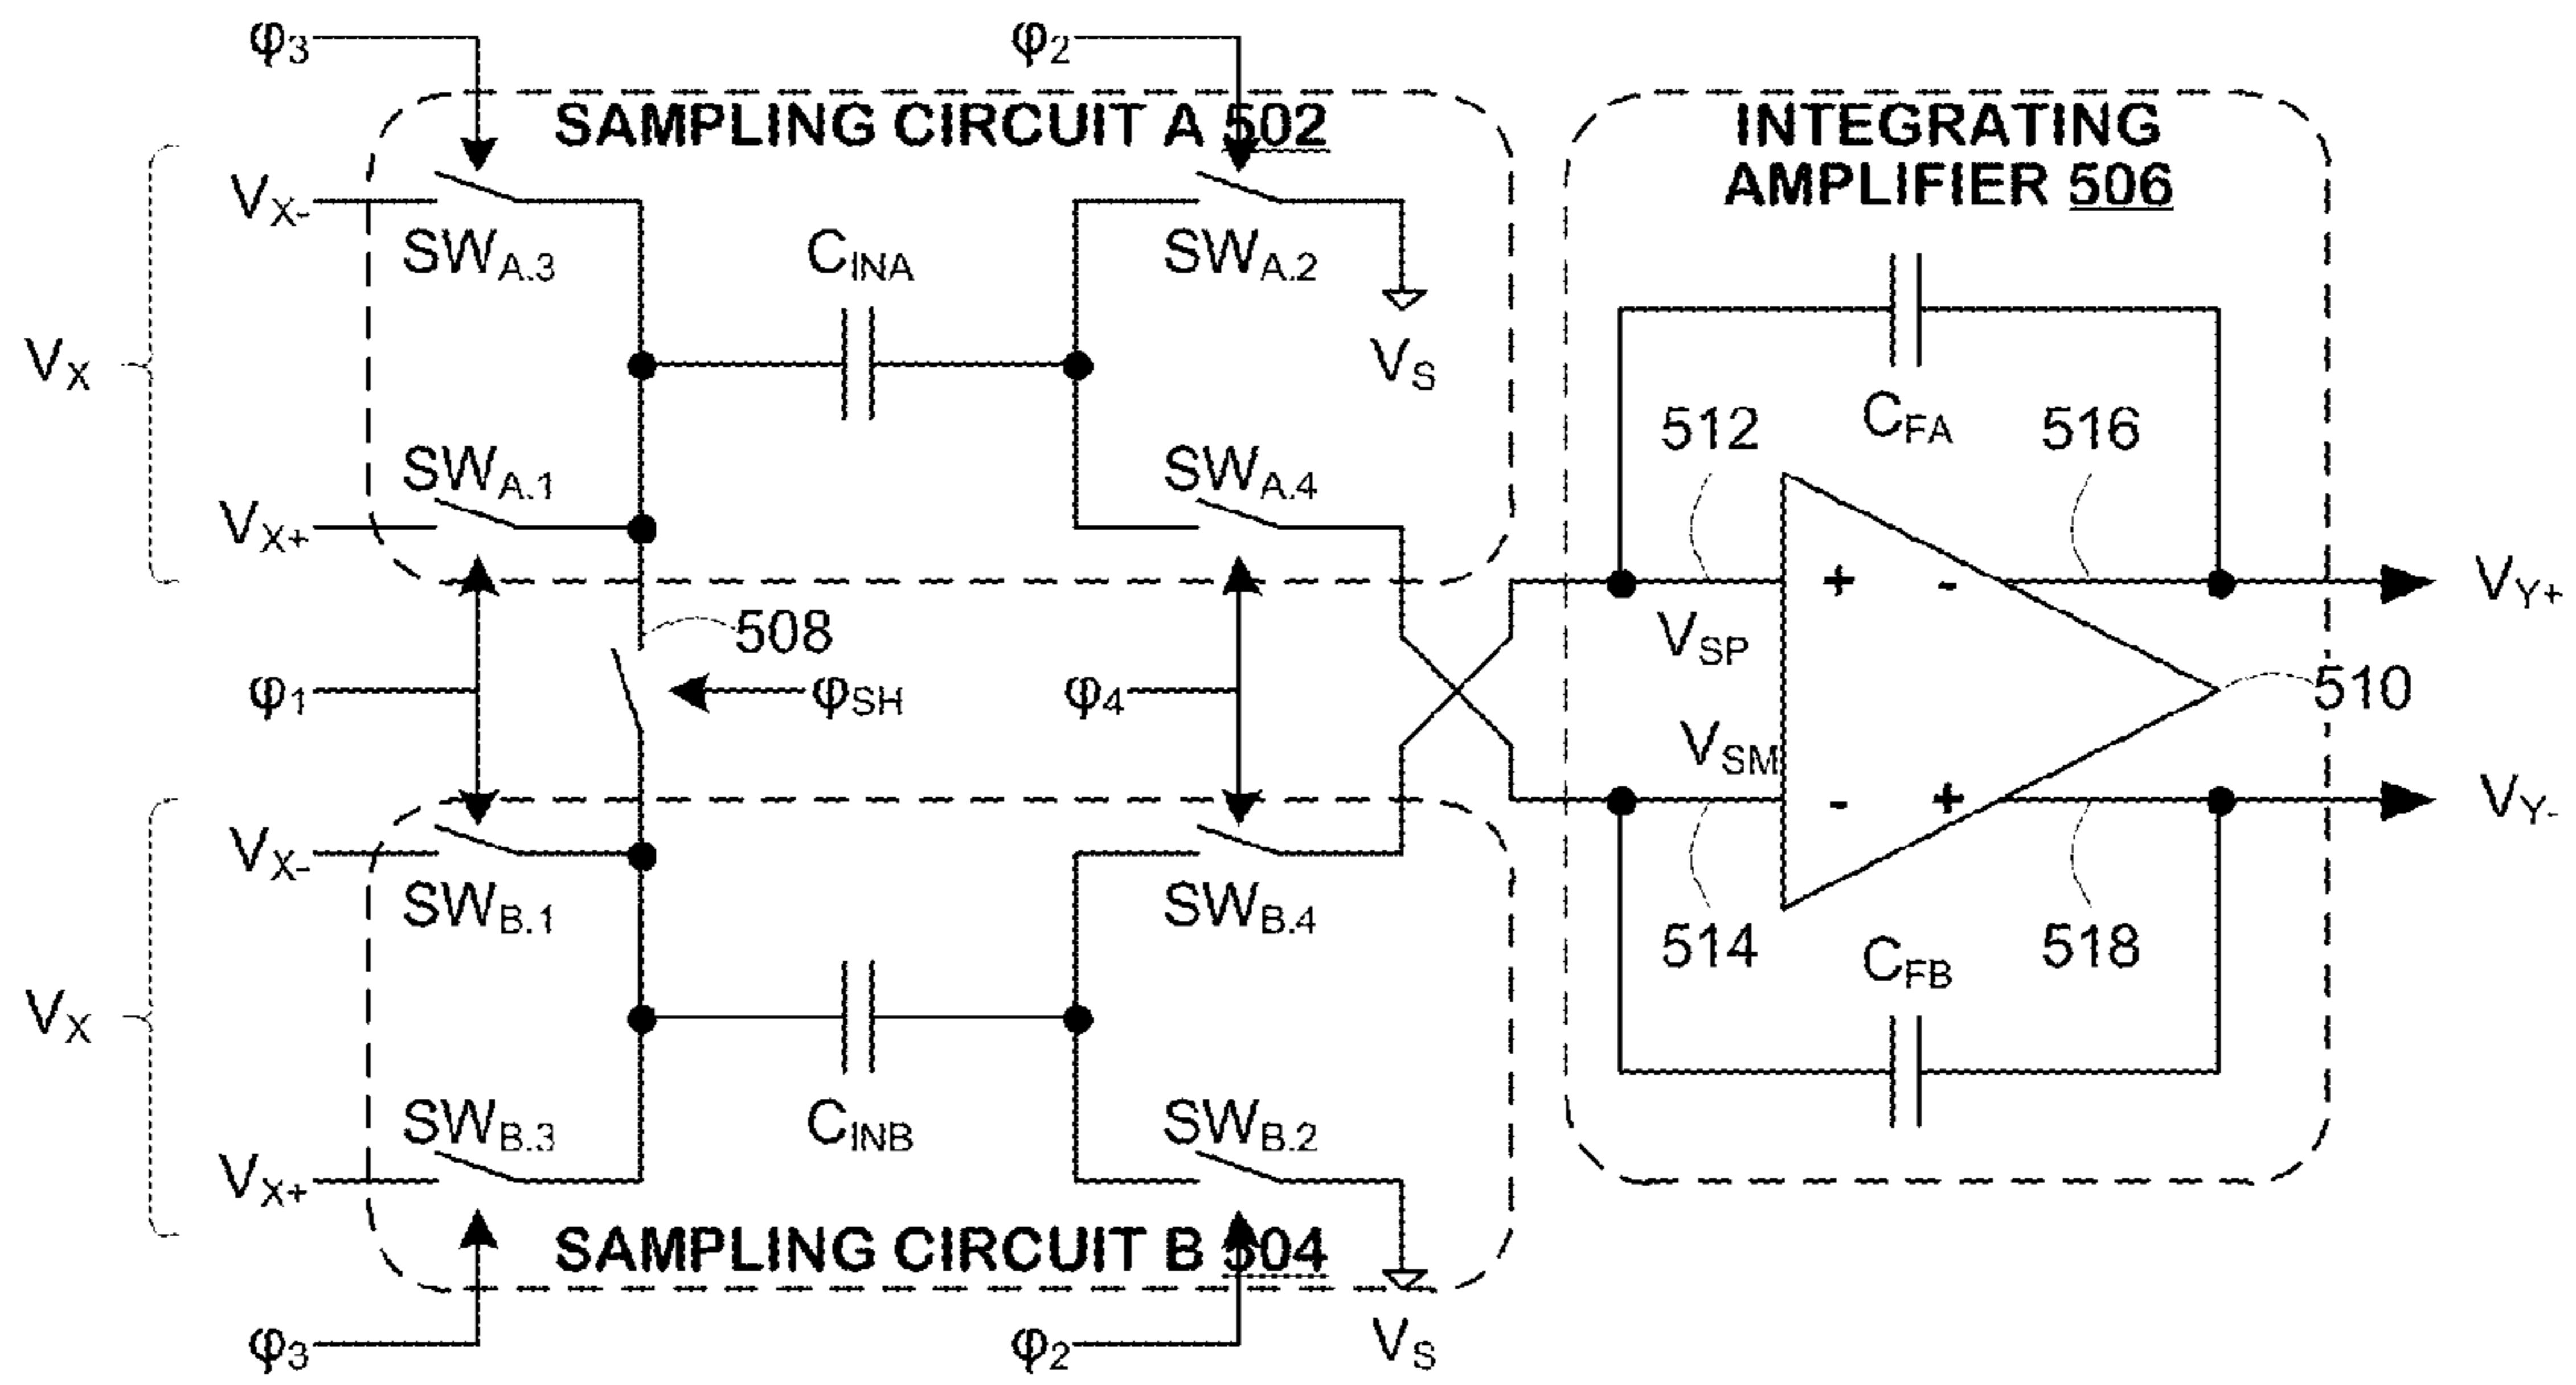 φ3
φ2
SAMPLING CIRCUIT A 502
INTEGRATING
AMPLIFIER 506
VX-
SWA.3
CINA
SWA.2
VX
VS
SWA.1
SWA.4
VX+
512
CFA
516
+
-
VY+
508
VSP
φ1
φSH
φ4
510
VSM
-
+
VY-
VX-
SWB.1
SWB.4
514
CFB
518
VX
SWB.3
CINB
SWB.2
VX+
SAMPLING CIRCUIT B 504
φ3
φ2
VS